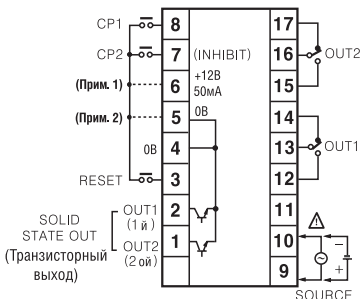 CP1 8 17
CP2 7 (INHIBIT) 16 OUT2
(Прим. 1) 6 +12В 15
50мА
(Прим. 2) 5 0В 14
0В 4 13 OUT1
RESET 3 12
2 OUT1 11
(1 й)
SOLID
STATE OUT
(Транзисторный
выход)
1 OUT2 10
(2 ой)
9
SOURCE
! ~ − +